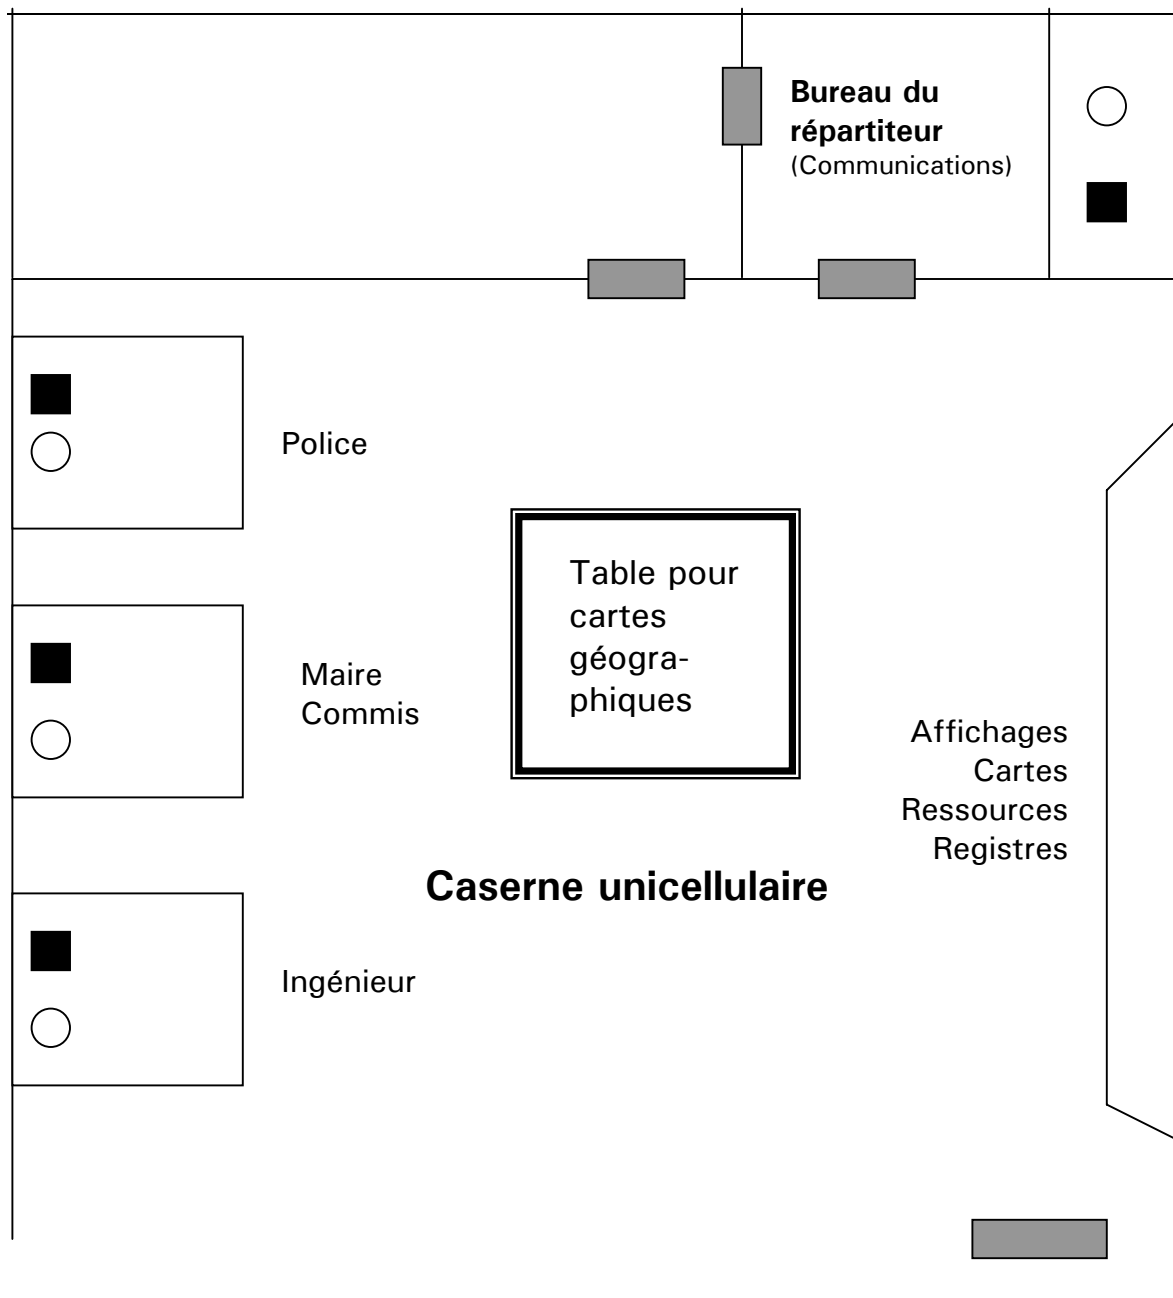 Bureau du
répartiteur
(Communications)
Police
Table pour
cartes
géogra-
phiques
Maire
Commis
Affichages
Cartes
Ressources
Registres
Caserne unicellulaire
Ingénieur